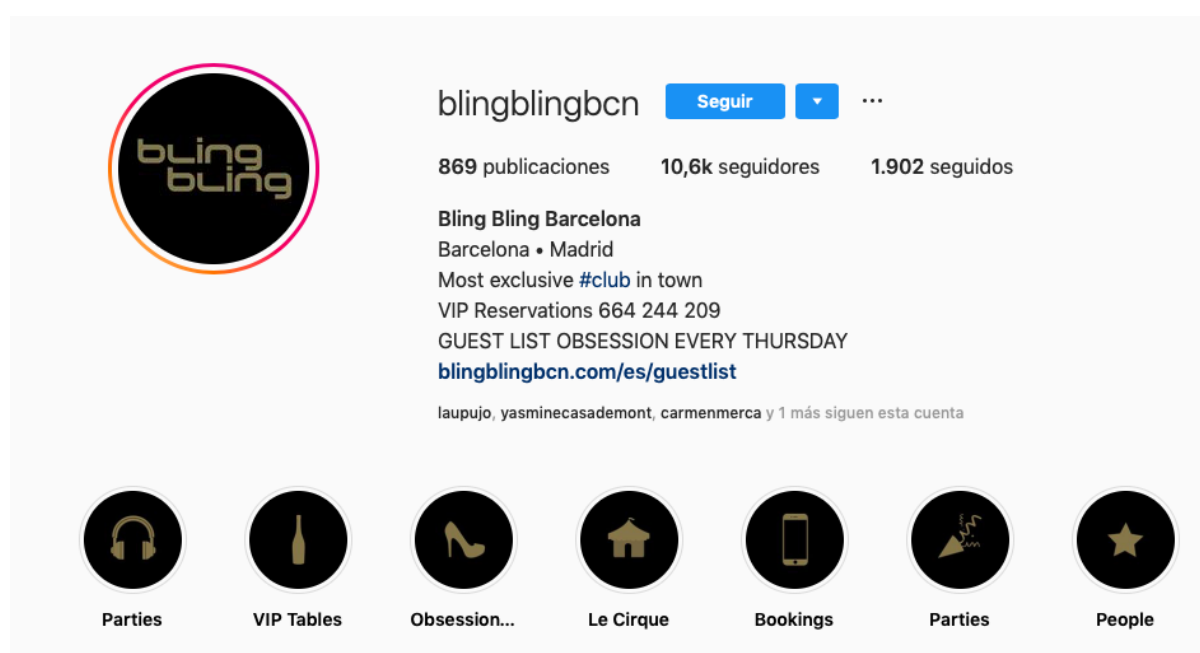 bling
bling
blingblingbcn Seguir ...
869 publicaciones 10,6k seguidores 1.902 seguidos
Bling Bling Barcelona
Barcelona • Madrid
Most exclusive #club in town
VIP Reservations 664 244 209
GUEST LIST OBSESSION EVERY THURSDAY
blingblingbcn.com/es/guestlist
laupujo, yasminecasademont, carmenmerca y 1 más siguen esta cuenta
Parties VIP Tables Obsession... Le Cirque Bookings Parties People